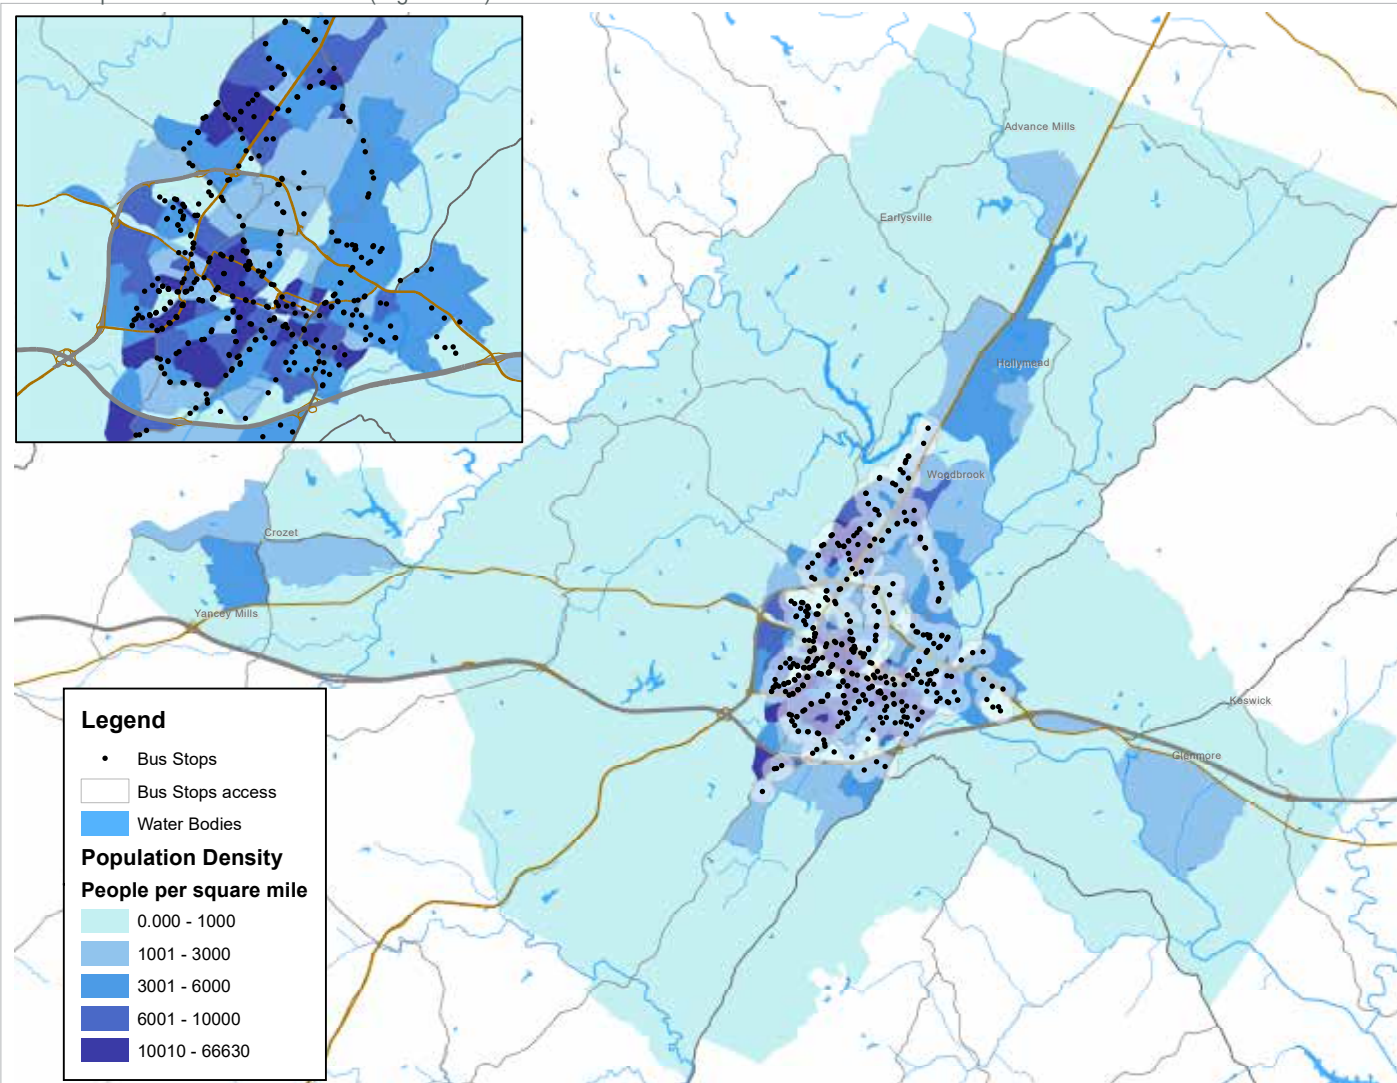 Advance Mills
Earlysville
Hollymead
Woodbrook
Crozet
Yancey Mills
Keswick
Glenmore
Legend
Bus Stops
Bus Stops access
Water Bodies
Population Density
People per square mile
0.000 - 1000
1001 - 3000
3001 - 6000
6001 - 10000
10010 - 66630